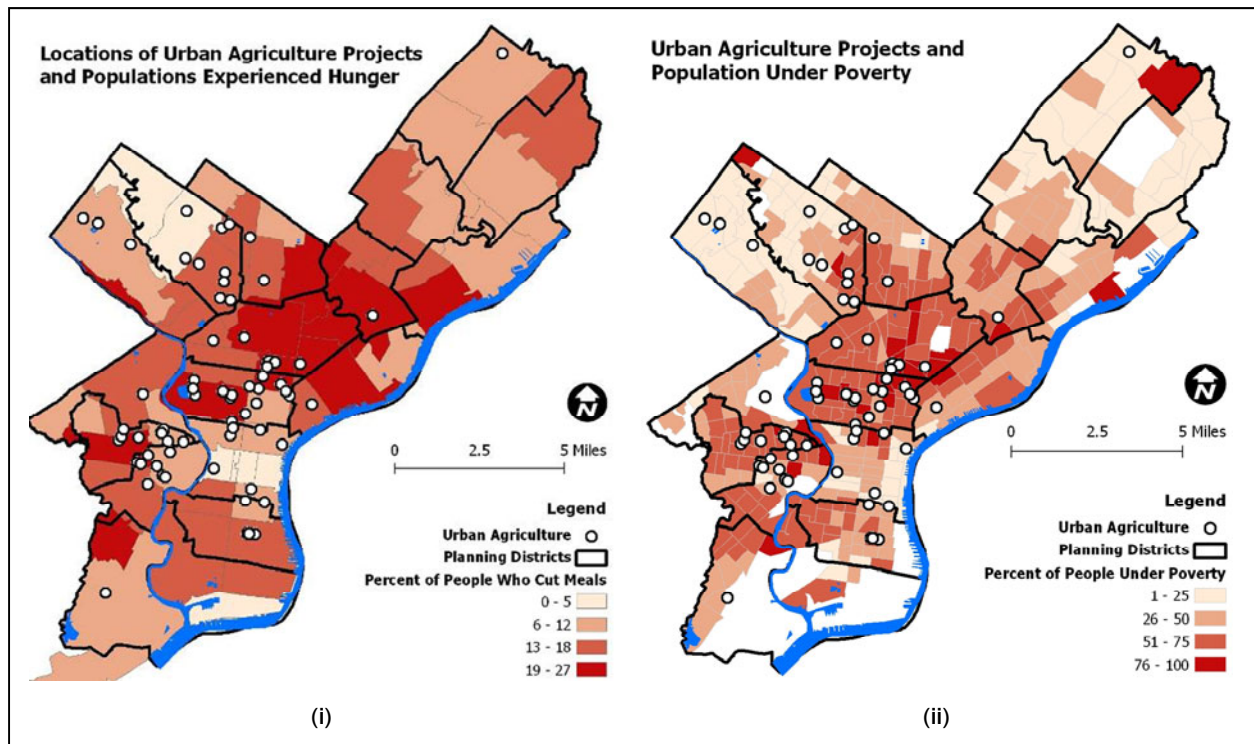 Locations of Urban Agriculture Projects
and Populations Experienced Hunger
N
0 2.5 5 Miles
Legend
Urban Agriculture
Planning Districts
Percent of People Who Cut Meals
0 - 5
6 - 12
13 - 18
19 - 27
(i)
Urban Agriculture Projects and
Population Under Poverty
N
0 2.5 5 Miles
Legend
Urban Agriculture
Planning Districts
Percent of People Under Poverty
1 - 25
26 - 50
51 - 75
76 - 100
(ii)